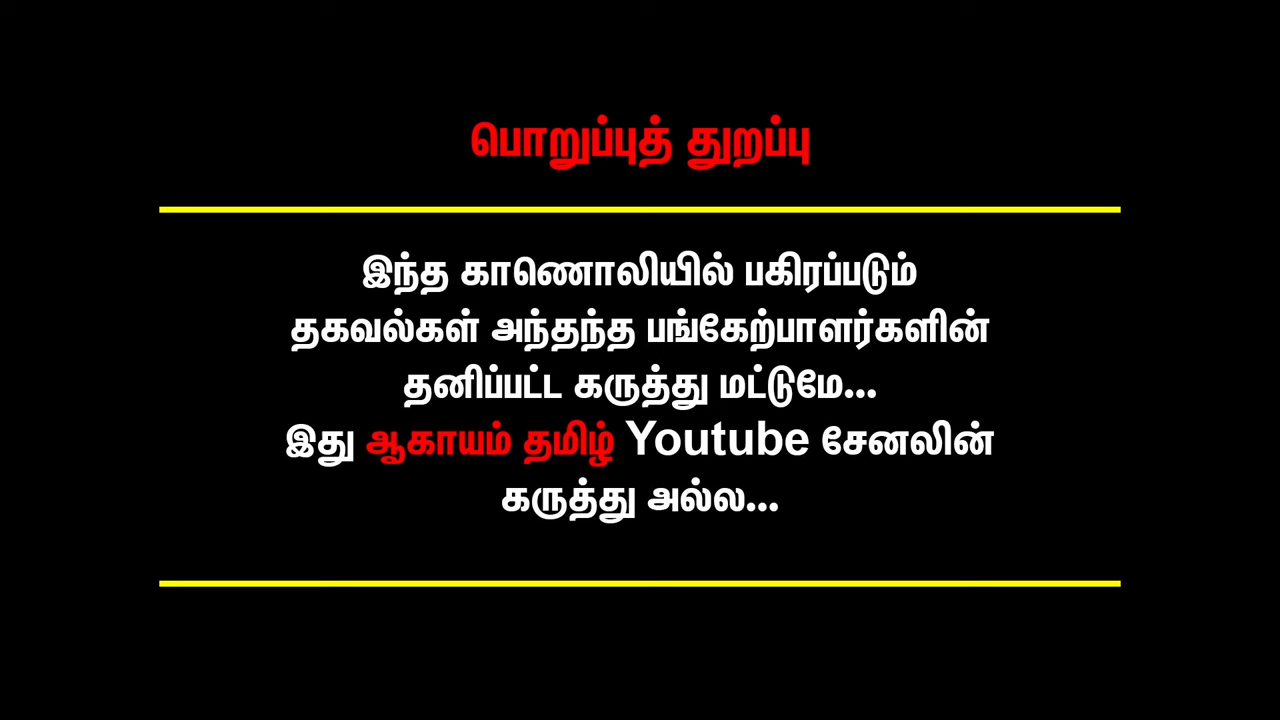 பொறுப்புத் துறப்பு
இந்த காணொலியில் பகிரப்படும்
தகவல்கள் அந்தந்த பங்கேற்பாளர்களின்
தனிப்பட்ட கருத்து மட்டுமே...
இது ஆகாயம் தமிழ் Youtube சேனலின்
கருத்து அல்ல...